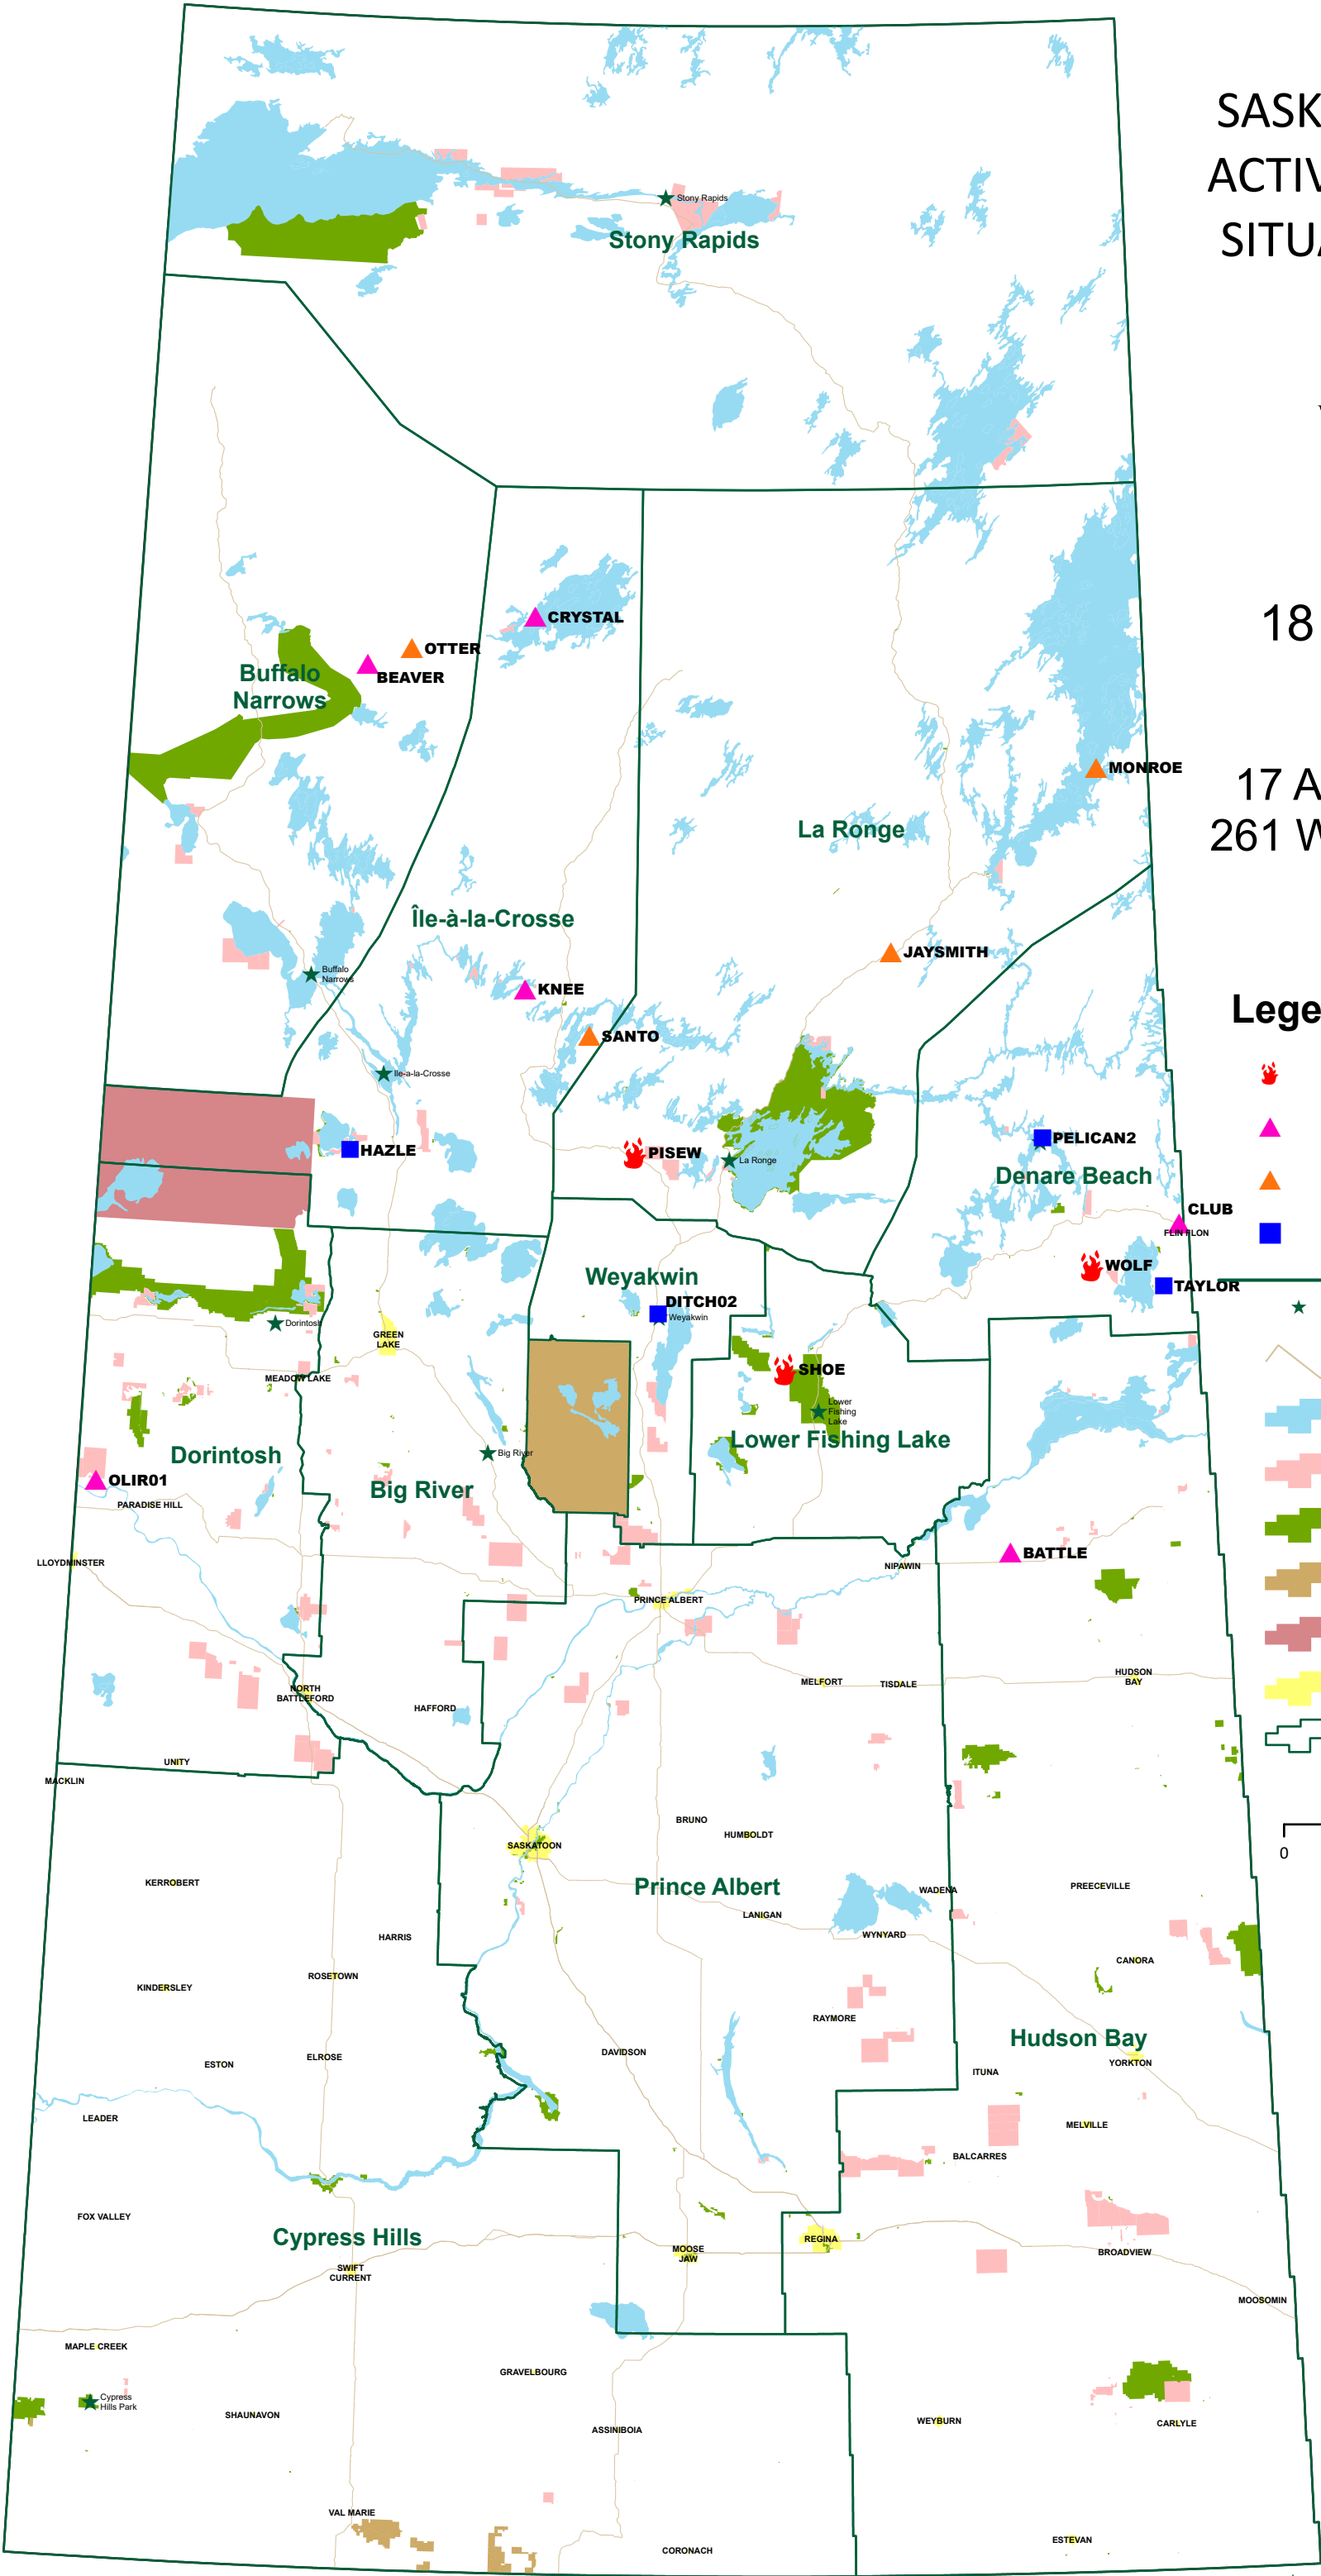 SASK
ACTIV
SITUA
Stony Rapids
Stony Rapids
18
CRYSTAL
OTTER
BEAVER
Buffalo
Narrows
MONROE
17 A
261 W
La Ronge
Île-à-la-Crosse
JAYSMITH
Buffalo
Narrows
KNEE
Lege
SANTO
Ile-a-la-Crosse
PELICAN2
HAZLE
PISEW
La Ronge
Denare Beach
CLUB
FLIN FLON
WOLF
Weyakwin
TAYLOR
DITCH02
Weyakwin
Dorintosh
GREEN
LAKE
SHOE
MEADOW LAKE
Lower
Fishing
Lake
Lower Fishing Lake
Dorintosh
Big River
OLIR01
Big River
PARADISE HILL
BATTLE
LLOYDMINSTER
NIPAWIN
PRINCE ALBERT
HUDSON
BAY
MELFORT
TISDALE
NORTH
BATTLEFORD
HAFFORD
UNITY
MACKLIN
BRUNO
HUMBOLDT
SASKATOON
0
KERROBERT
Prince Albert
WADENA
PREECEVILLE
LANIGAN
WYNYARD
HARRIS
CANORA
ROSETOWN
KINDERSLEY
RAYMORE
Hudson Bay
DAVIDSON
ELROSE
ESTON
YORKTON
ITUNA
LEADER
MELVILLE
BALCARRES
FOX VALLEY
Cypress Hills
REGINA
MOOSE
JAW
BROADVIEW
SWIFT
CURRENT
MOOSOMIN
MAPLE CREEK
GRAVELBOURG
Cypress
Hills Park
SHAUNAVON
WEYBURN
CARLYLE
ASSINIBOIA
VAL MARIE
ESTEVAN
CORONACH